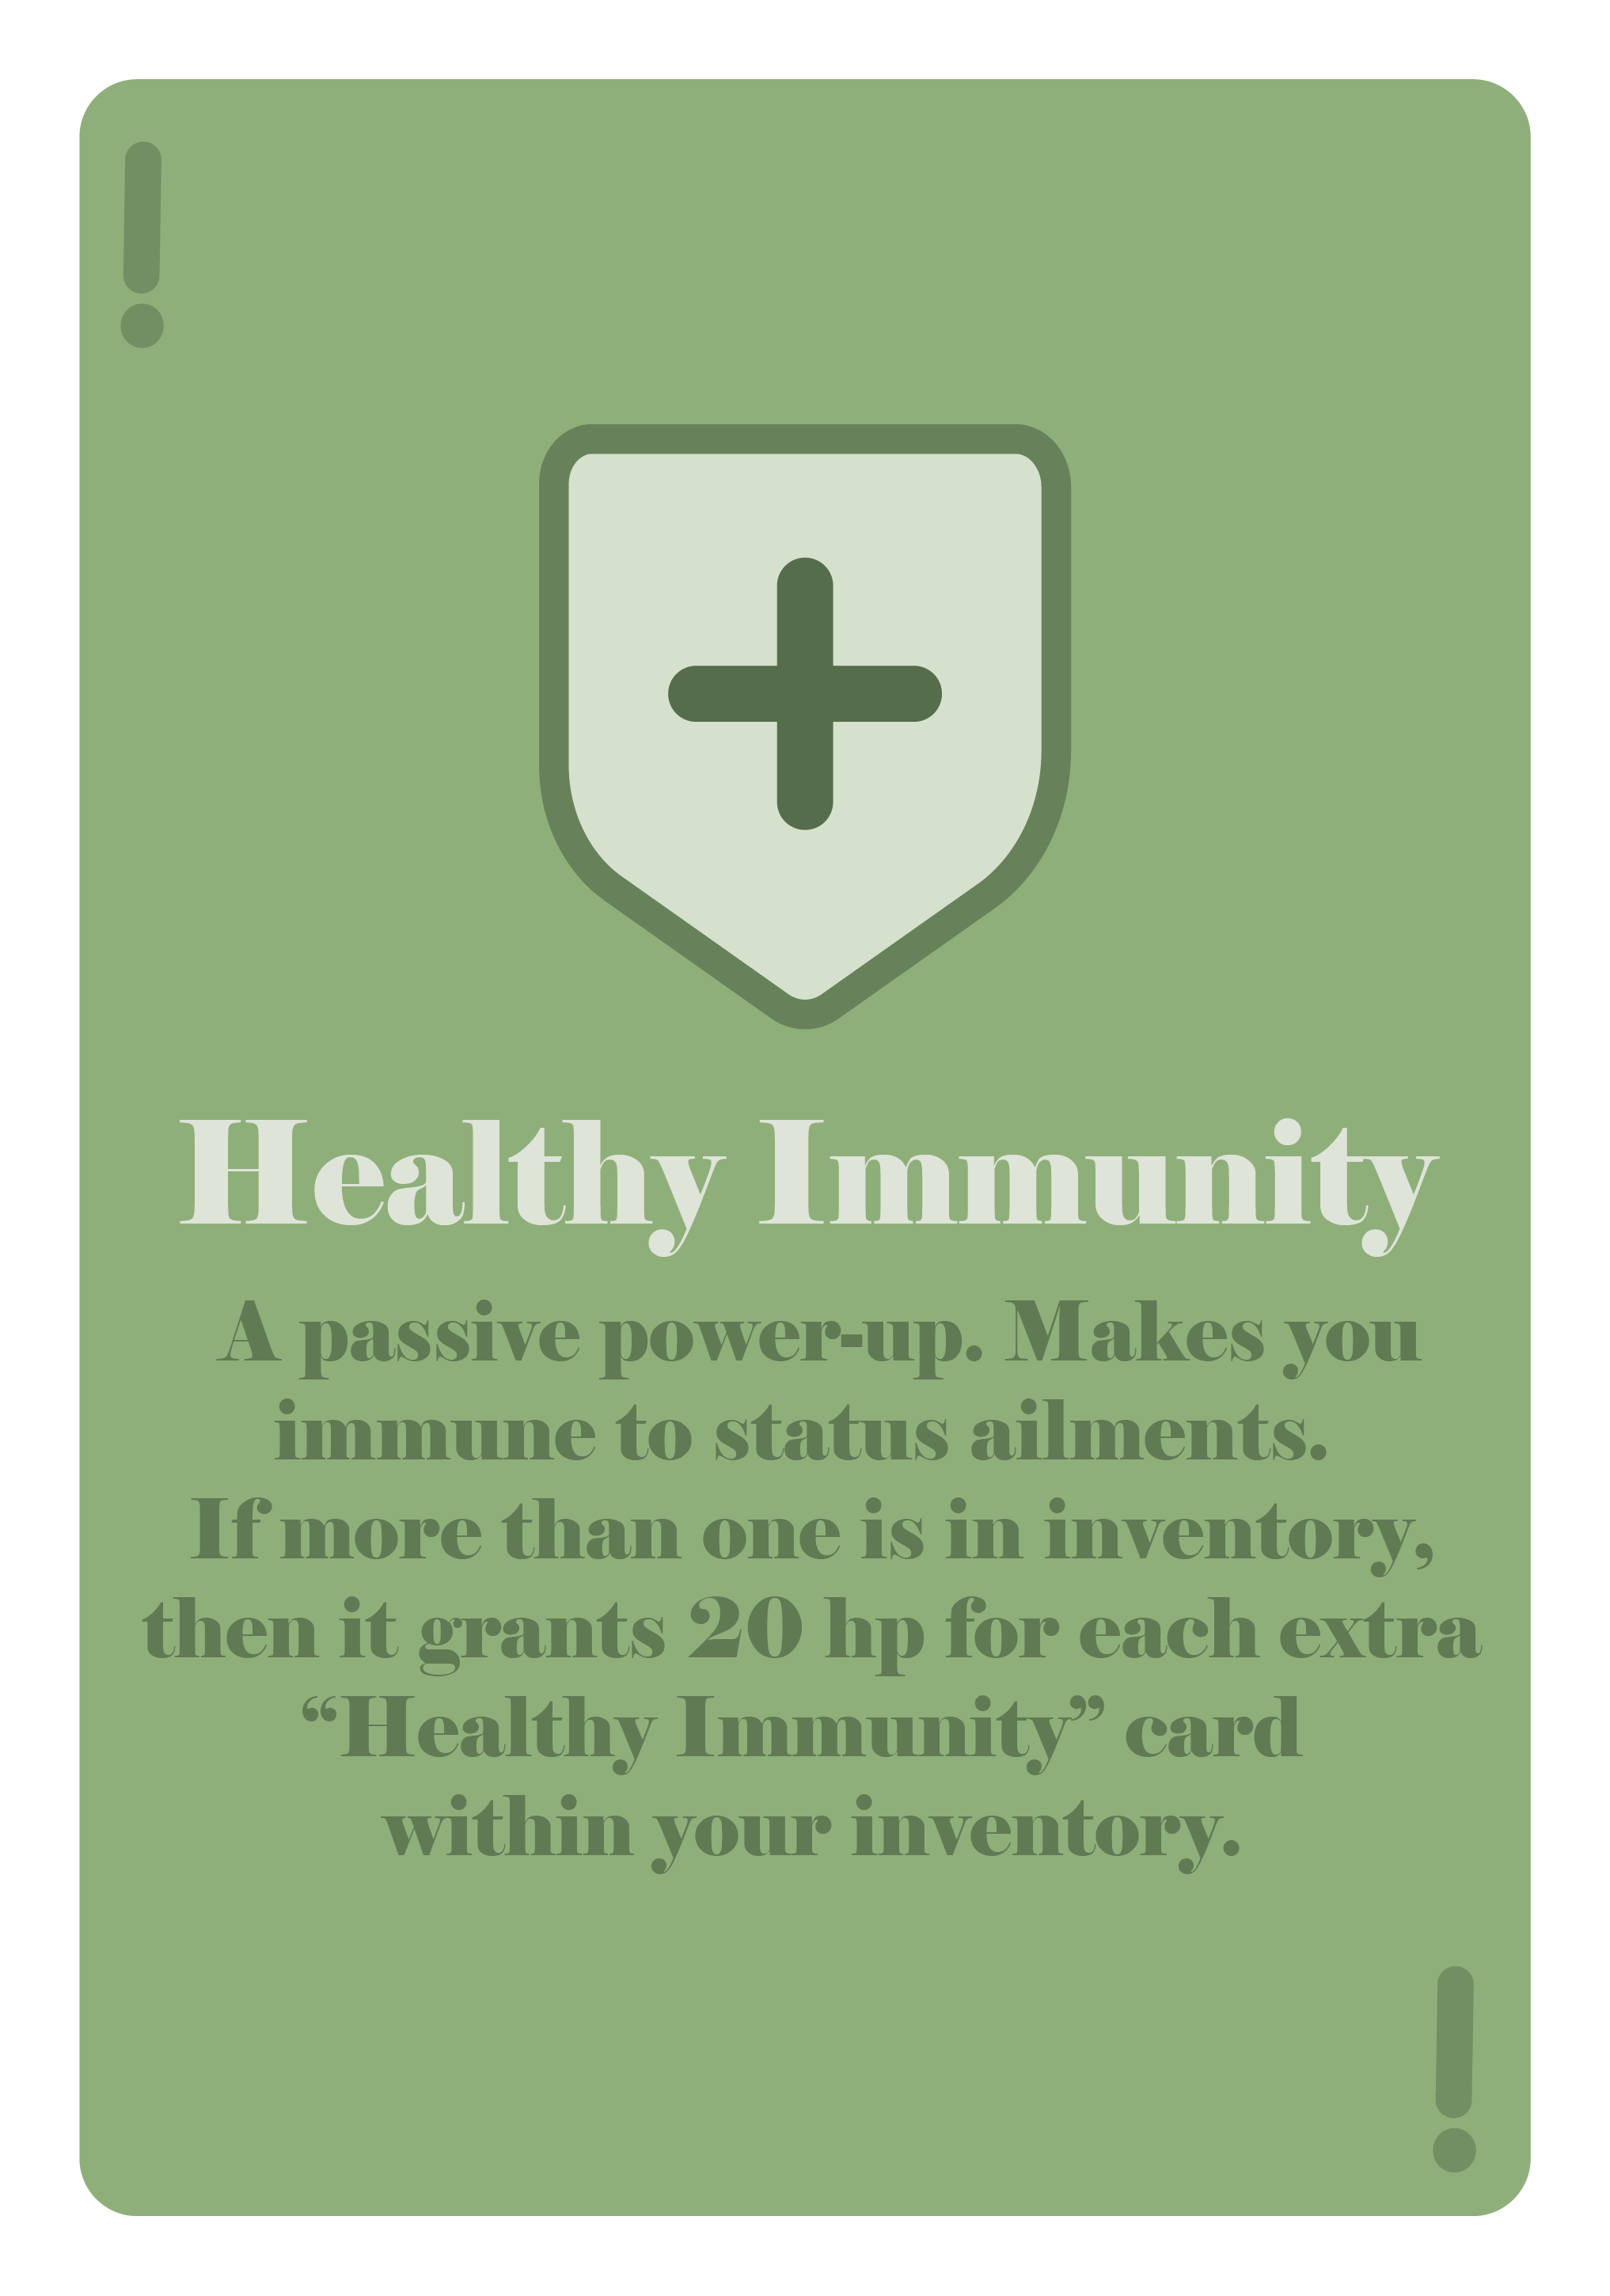 !
Healthy Immunity
A passive power-up. Makes you
immune to status ailments.
If more than one is in inventory,
then it grants 20 hp for each extra
“Healthy Immunity” card
within your inventory.
!